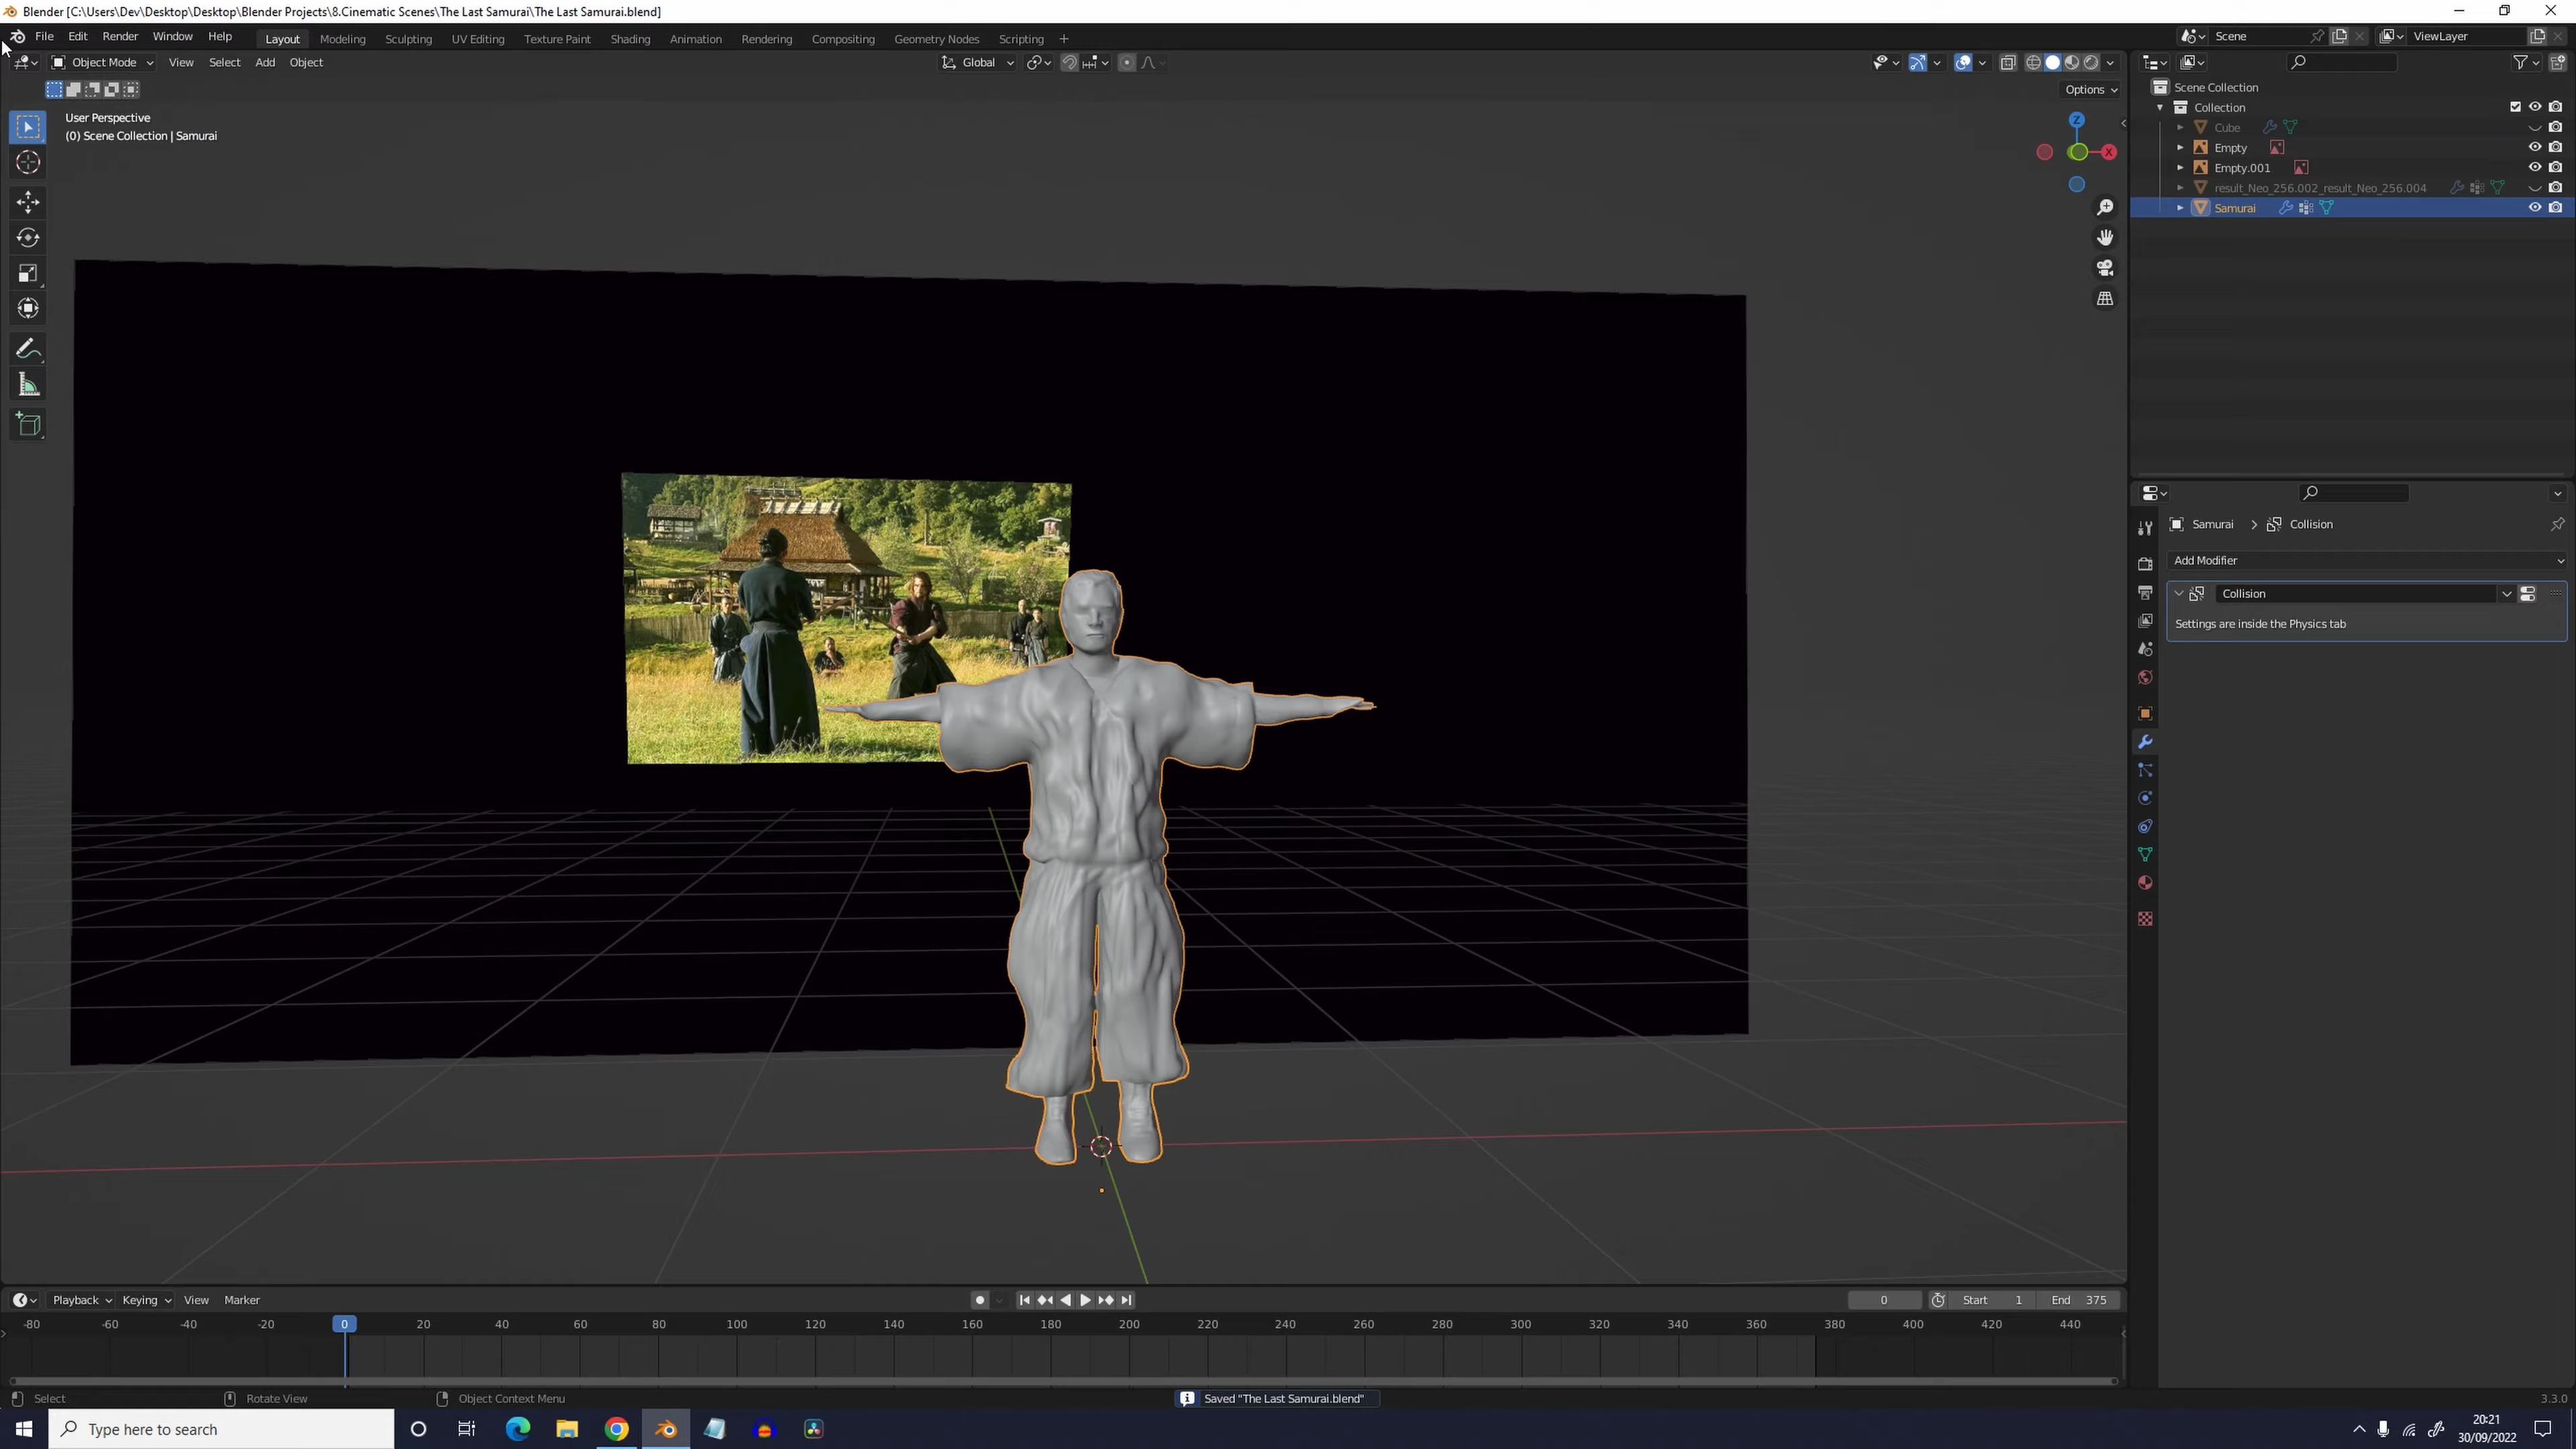 Blender [C:\Users\Dev\Desktop\Desktop\Blender Projects\8.Cinematic Scenes\The Last Samurai\The Last Samurai.blend]
File Edit Render Window Help Layout Modeling Sculpting UV Editing Texture Paint Shading Animation Rendering Compositing Geometry Nodes Scripting + Scene ViewLayer
Object Mode View Select Add Object Global
Options
User Perspective
(0) Scene Collection | Samurai
Z
X
Scene Collection
Collection
Cube
Empty
Empty.001
result_Neo_256.002_result_Neo_256.004
Samurai
Samurai > Collision
Add Modifier
Collision
Settings are inside the Physics tab
Playback Keying View Marker 0 Start 1 End 375
-80 -60 -40 -20 0 20 40 60 80 100 120 140 160 180 200 220 240 260 280 300 320 340 360 380 400 420 440
Select Rotate View Object Context Menu Saved "The Last Samurai.blend" 3.3.0
Type here to search
20:21
30/09/2022